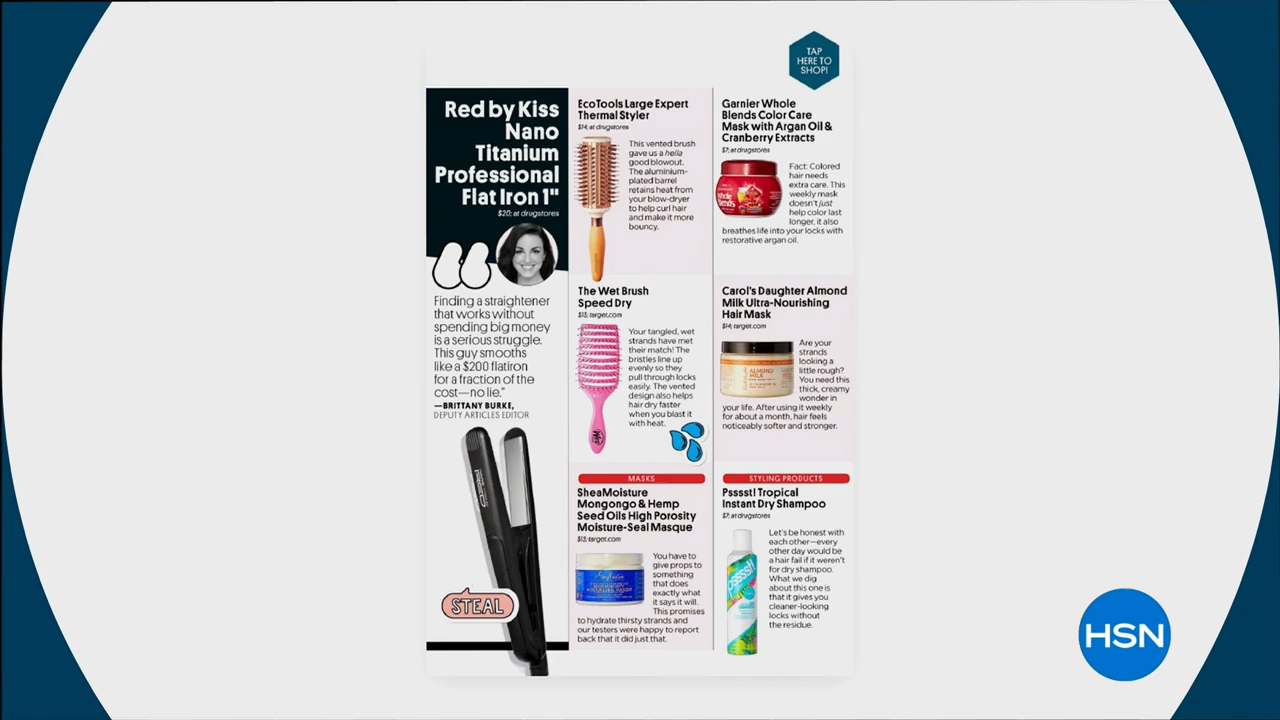 TAP
HERE TO
SHOP!
Red by Kiss
Nano
Titanium
Professional
Flat Iron 1"
$20; at drugstores
Finding a straightener
that works without
spending big money
is a serious struggle.
This guy smooths
like a $200 flatiron
for a fraction of the
cost—no lie."
—BRITTANY BURKE,
DEPUTY ARTICLES EDITOR
STEAL
EcoTools Large Expert
Thermal Styler
$14; at drugstores
This vented brush
gave us a hella
good blowout.
The aluminium-
plated barrel
retains heat from
your blow-dryer
to help curl hair
and make it more
bouncy.
The Wet Brush
Speed Dry
$13; target.com
Your tangled, wet
strands have met
their match! The
bristles line up
evenly so they
pull through locks
easily. The vented
design also helps
hair dry faster
when you blast it
with heat.
Wet
MASKS
SheaMoisture
Mongongo & Hemp
Seed Oils High Porosity
Moisture-Seal Masque
$13; target.com
You have to
give props to
something
that does
exactly what
it says it will.
This promises
to hydrate thirsty strands and
our testers were happy to report
back that it did just that.
Garnier Whole
Blends Color Care
Mask with Argan Oil &
Cranberry Extracts
$7; at drugstores
whole
blends
Fact: Colored
hair needs
extra care. This
weekly mask
doesn't just
help color last
longer, it also
breathes life into your locks with
restorative argan oil.
Carol's Daughter Almond
Milk Ultra-Nourishing
Hair Mask
$14; target.com
ALMOND
MILK
Are your
strands
looking a
little rough?
You need this
thick, creamy
wonder in
your life. After using it weekly
for about a month, hair feels
noticeably softer and stronger.
STYLING PRODUCTS
Psssst! Tropical
Instant Dry Shampoo
$7; at drugstores
psssst!
Let's be honest with
each other—every
other day would be
a hair fail if it weren't
for dry shampoo.
What we dig
about this one is
that it gives you
cleaner-looking
locks without
the residue.
HSN